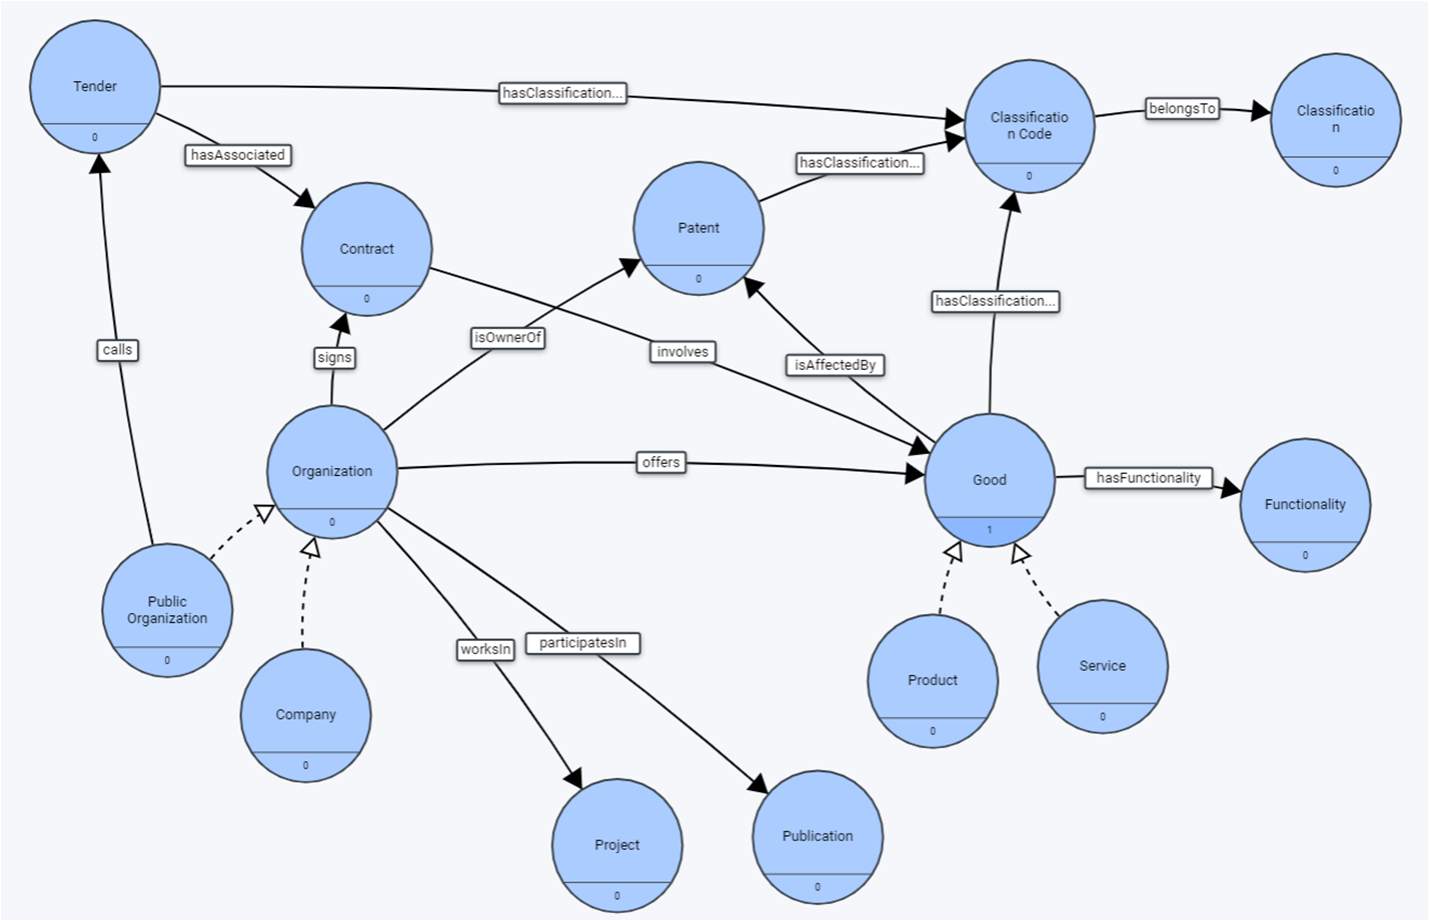 Tender
0
hasClassification...
Classificatio
n Code
0
belongsTo
Classificatio
n
0
hasAssociated
hasClassification...
Contract
0
Patent
0
hasClassification...
calls
signs
isOwnerOf
involves
isAffectedBy
Organization
0
offers
Good
1
hasFunctionality
Functionality
0
Public
Organization
0
Company
0
worksIn
participatesIn
Product
0
Service
0
Project
0
Publication
0